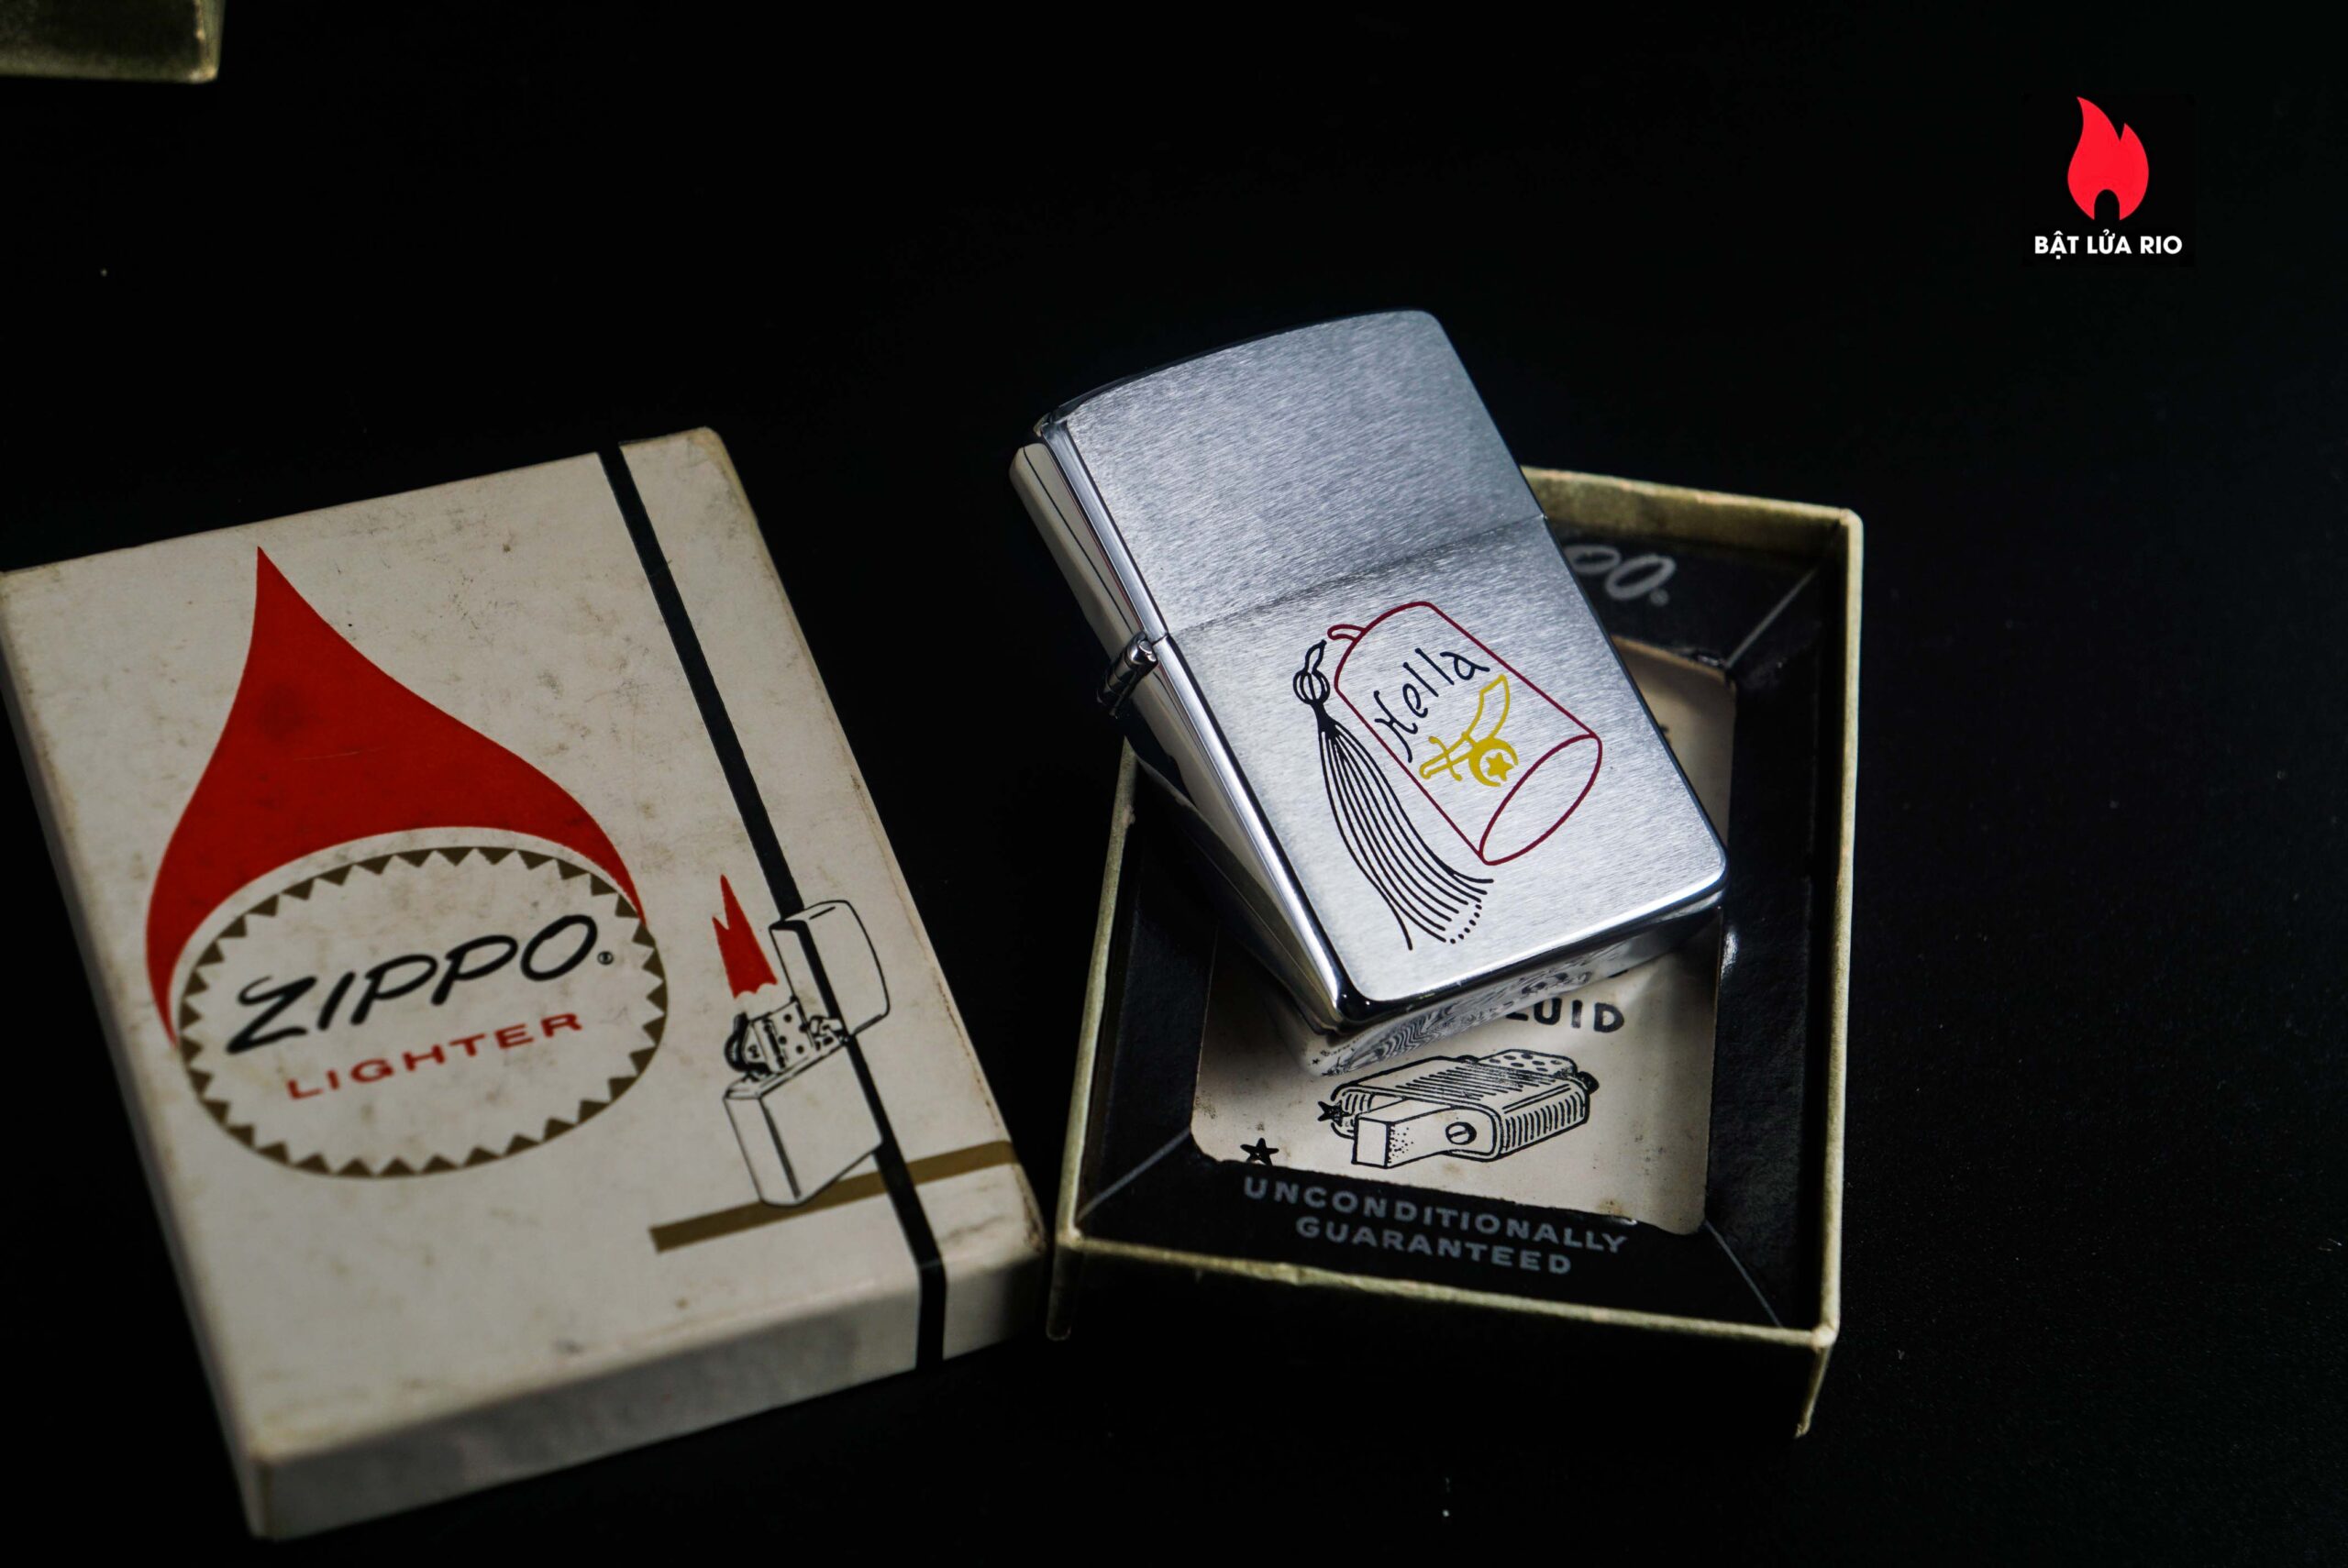 BẬT LỬA RIO
ZIPPO®
LIGHTER
Hella
UNCONDITIONALLY
GUARANTEED